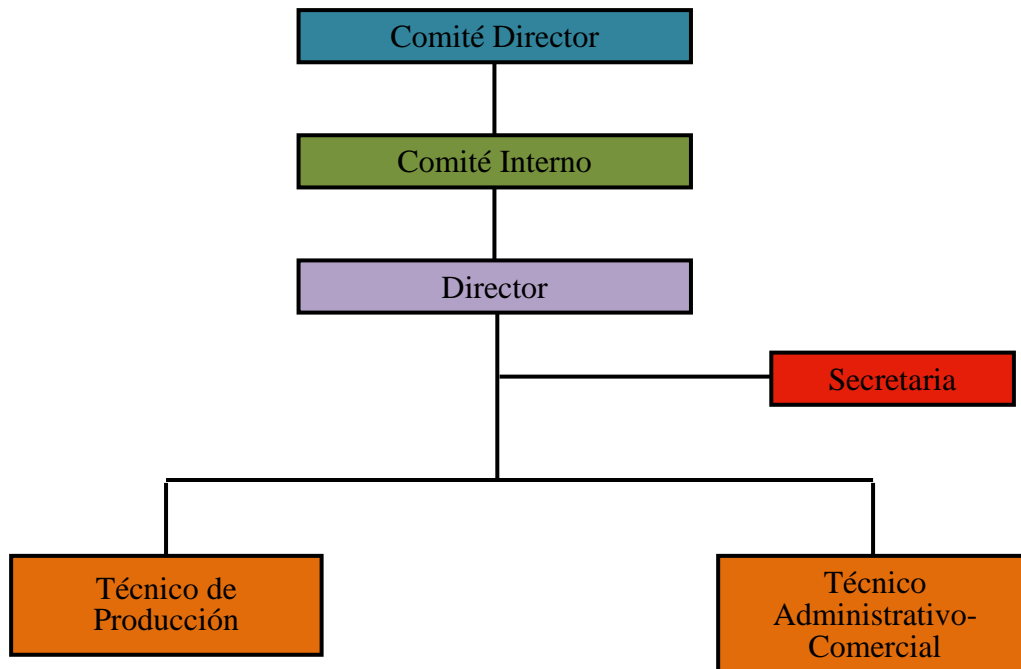 Comité Director
Comité Interno
Director
Secretaria
Técnico de
Producción
Técnico
Administrativo-
Comercial